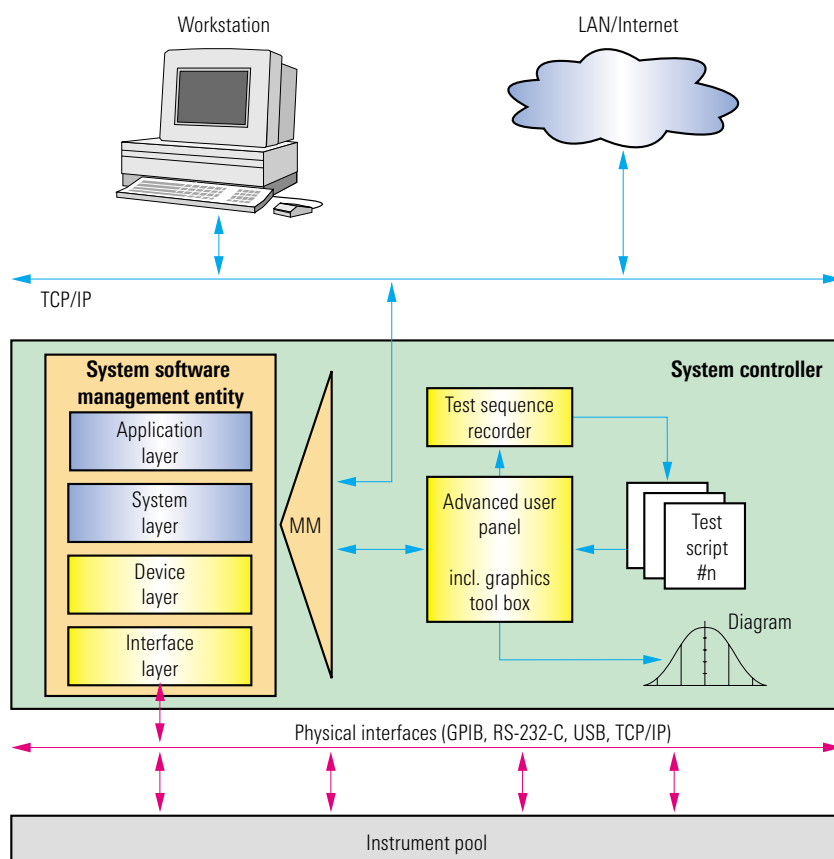 Workstation
LAN/Internet
TCP/IP
System software
management entity
System controller
Application
layer
System
layer
Device
layer
Interface
layer
MM
Test sequence
recorder
Advanced user
panel
incl. graphics
tool box
Test
script
#n
Diagram
Physical interfaces (GPIB, RS-232-C, USB, TCP/IP)
Instrument pool